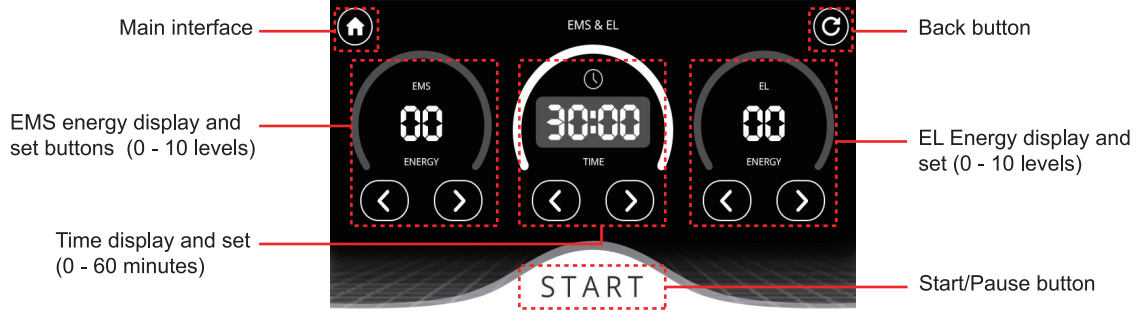 Main interface
EMS & EL
Back button
EMS
00
ENERGY
30:00
TIME
EL
00
ENERGY
EMS energy display and
set buttons (0 - 10 levels)
EL Energy display and
set (0 - 10 levels)
Time display and set
(0 - 60 minutes)
START
Start/Pause button